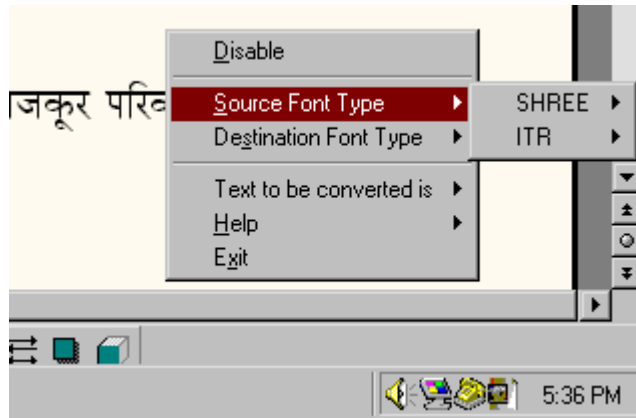 Disable
जकूर परिव
Source Font Type
SHREE
Destination Font Type
ITR
Text to be converted is
Help
Exit
5:36 PM